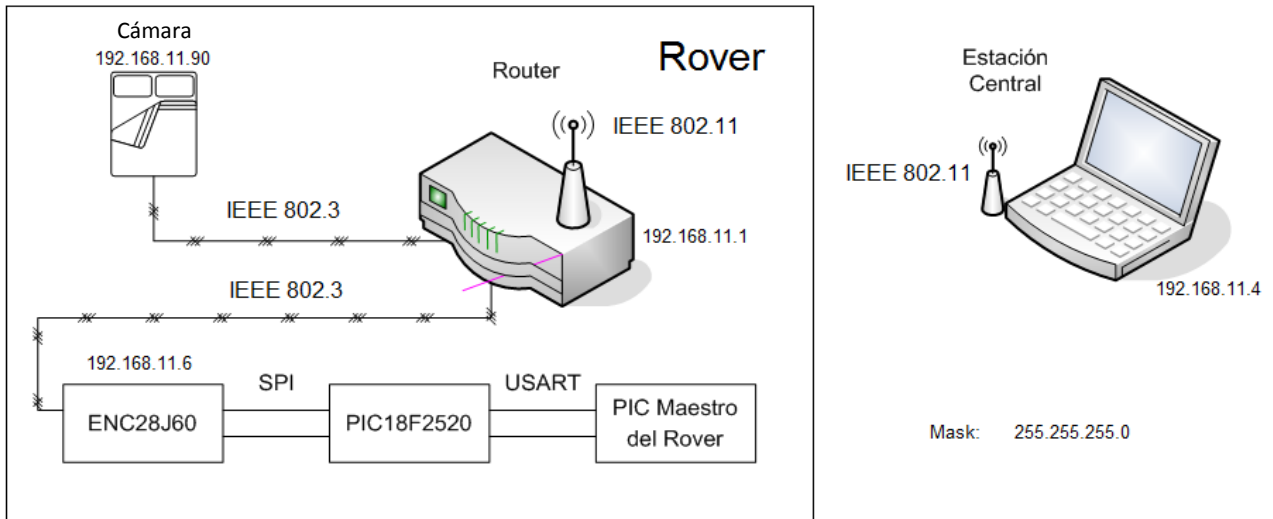 Cámara
192.168.11.90
Router
Rover
IEEE 802.11
IEEE 802.3
192.168.11.1
IEEE 802.3
192.168.11.6
SPI
USART
ENC28J60
PIC18F2520
PIC Maestro
del Rover
Estación
Central
IEEE 802.11
192.168.11.4
Mask: 255.255.255.0